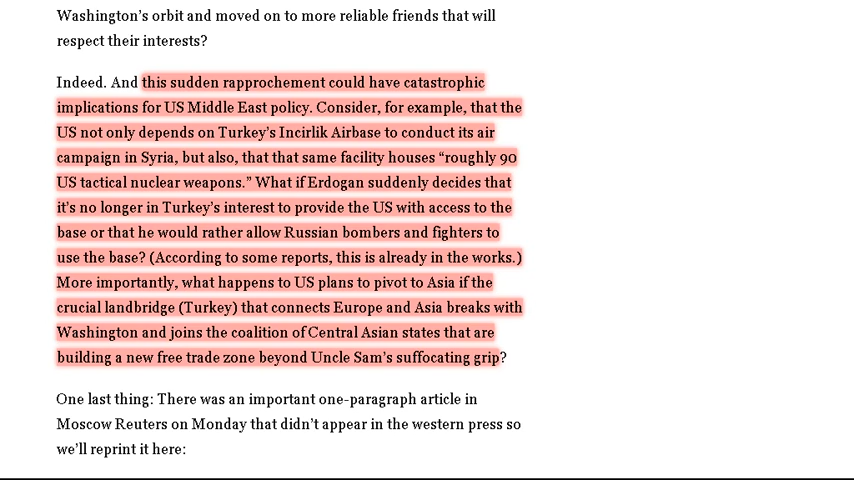 Washington’s orbit and moved on to more reliable friends that will
respect their interests?
Indeed. And this sudden rapprochement could have catastrophic
implications for US Middle East policy. Consider, for example, that the
US not only depends on Turkey’s Incirlik Airbase to conduct its air
campaign in Syria, but also, that that same facility houses “roughly 90
US tactical nuclear weapons.” What if Erdogan suddenly decides that
it’s no longer in Turkey’s interest to provide the US with access to the
base or that he would rather allow Russian bombers and fighters to
use the base? (According to some reports, this is already in the works.)
More importantly, what happens to US plans to pivot to Asia if the
crucial landbridge (Turkey) that connects Europe and Asia breaks with
Washington and joins the coalition of Central Asian states that are
building a new free trade zone beyond Uncle Sam’s suffocating grip?
One last thing: There was an important one-paragraph article in
Moscow Reuters on Monday that didn’t appear in the western press so
we’ll reprint it here: